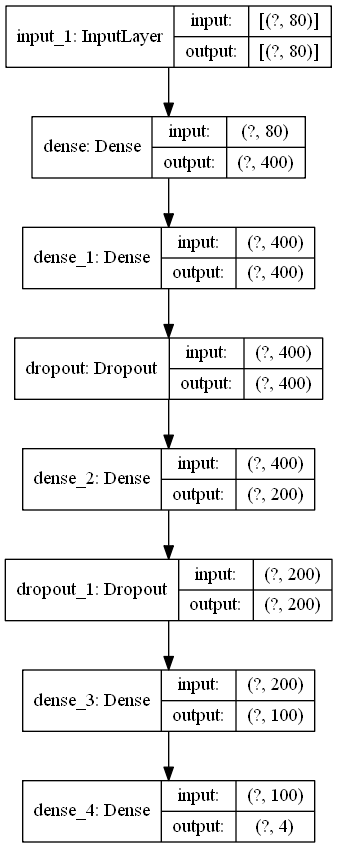 input_1: InputLayer
input: [(?, 80)]
output: [(?, 80)]
dense: Dense
input: (?, 80)
output: (?, 400)
dense_1: Dense
input: (?, 400)
output: (?, 400)
dropout: Dropout
input: (?, 400)
output: (?, 400)
dense_2: Dense
input: (?, 400)
output: (?, 200)
dropout_1: Dropout
input: (?, 200)
output: (?, 200)
dense_3: Dense
input: (?, 200)
output: (?, 100)
dense_4: Dense
input: (?, 100)
output: (?, 4)